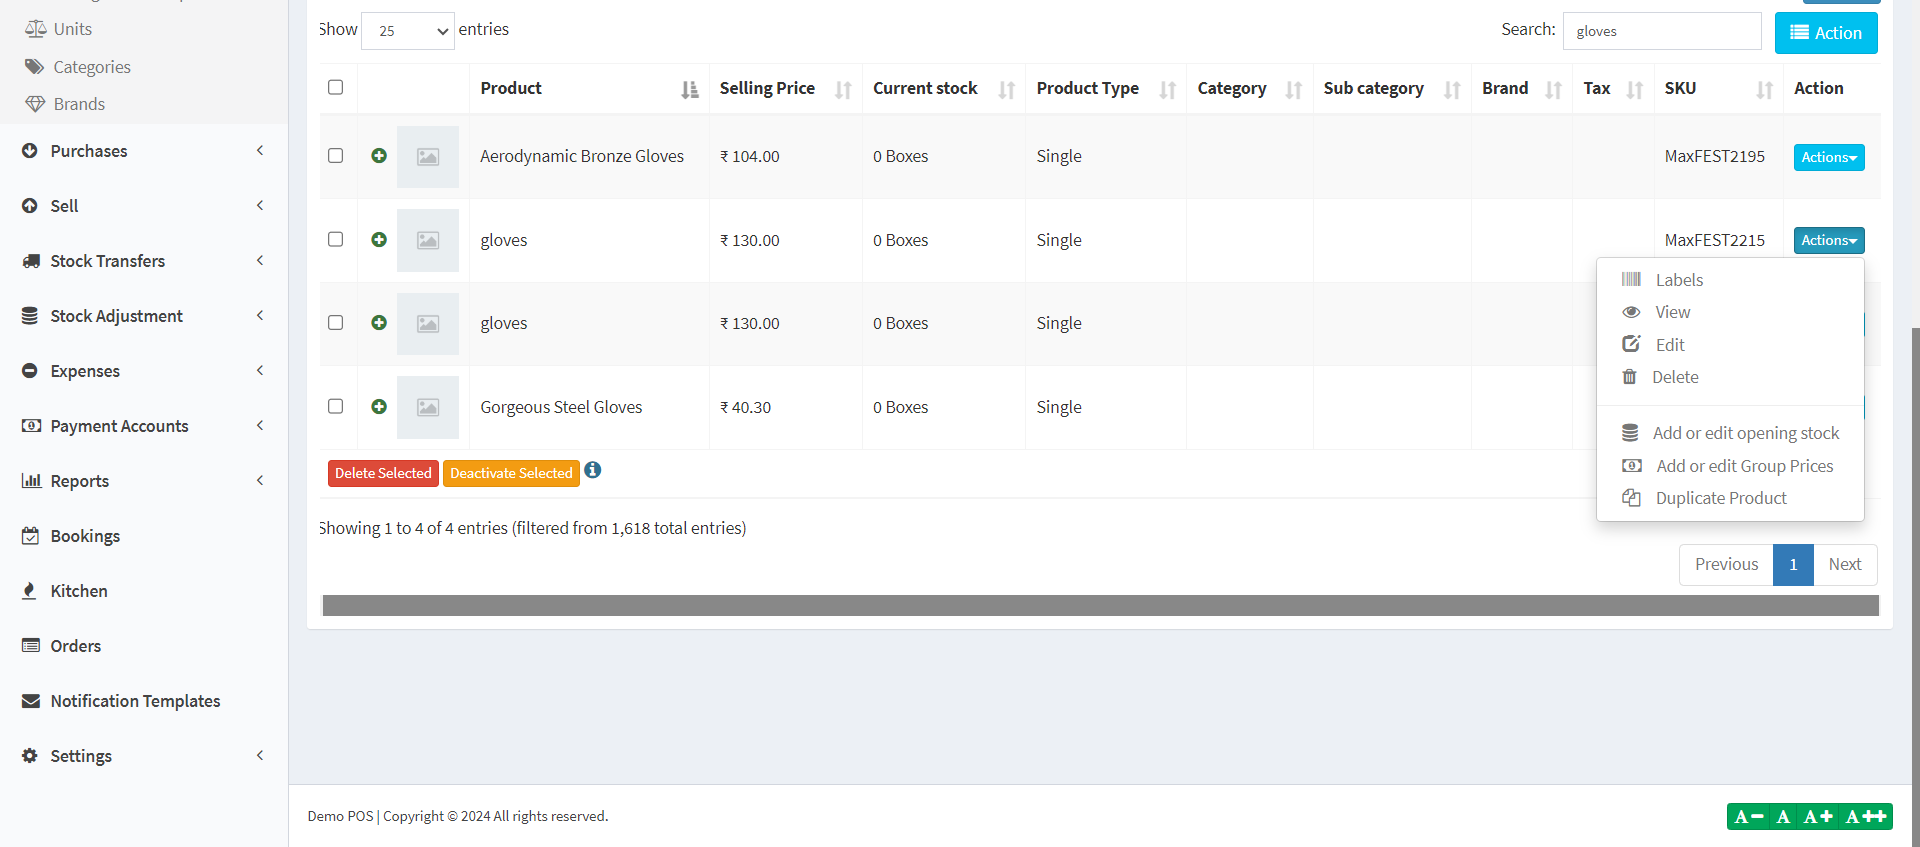 Units
Categories
Brands
Purchases
Sell
Stock Transfers
Stock Adjustment
Expenses
Payment Accounts
Reports
Bookings
Kitchen
Orders
Notification Templates
Settings
Show 25 entries
Search: gloves Action
Product Selling Price Current stock Product Type Category Sub category Brand Tax SKU Action
Aerodynamic Bronze Gloves ₹ 104.00 0 Boxes Single MaxFEST2195 Actions
gloves ₹ 130.00 0 Boxes Single MaxFEST2215 Actions
gloves ₹ 130.00 0 Boxes Single
Gorgeous Steel Gloves ₹ 40.30 0 Boxes Single
Labels
View
Edit
Delete
Add or edit opening stock
Add or edit Group Prices
Duplicate Product
Delete Selected Deactivate Selected
Showing 1 to 4 of 4 entries (filtered from 1,618 total entries)
Previous 1 Next
Demo POS | Copyright © 2024 All rights reserved.
A− A A+ A++